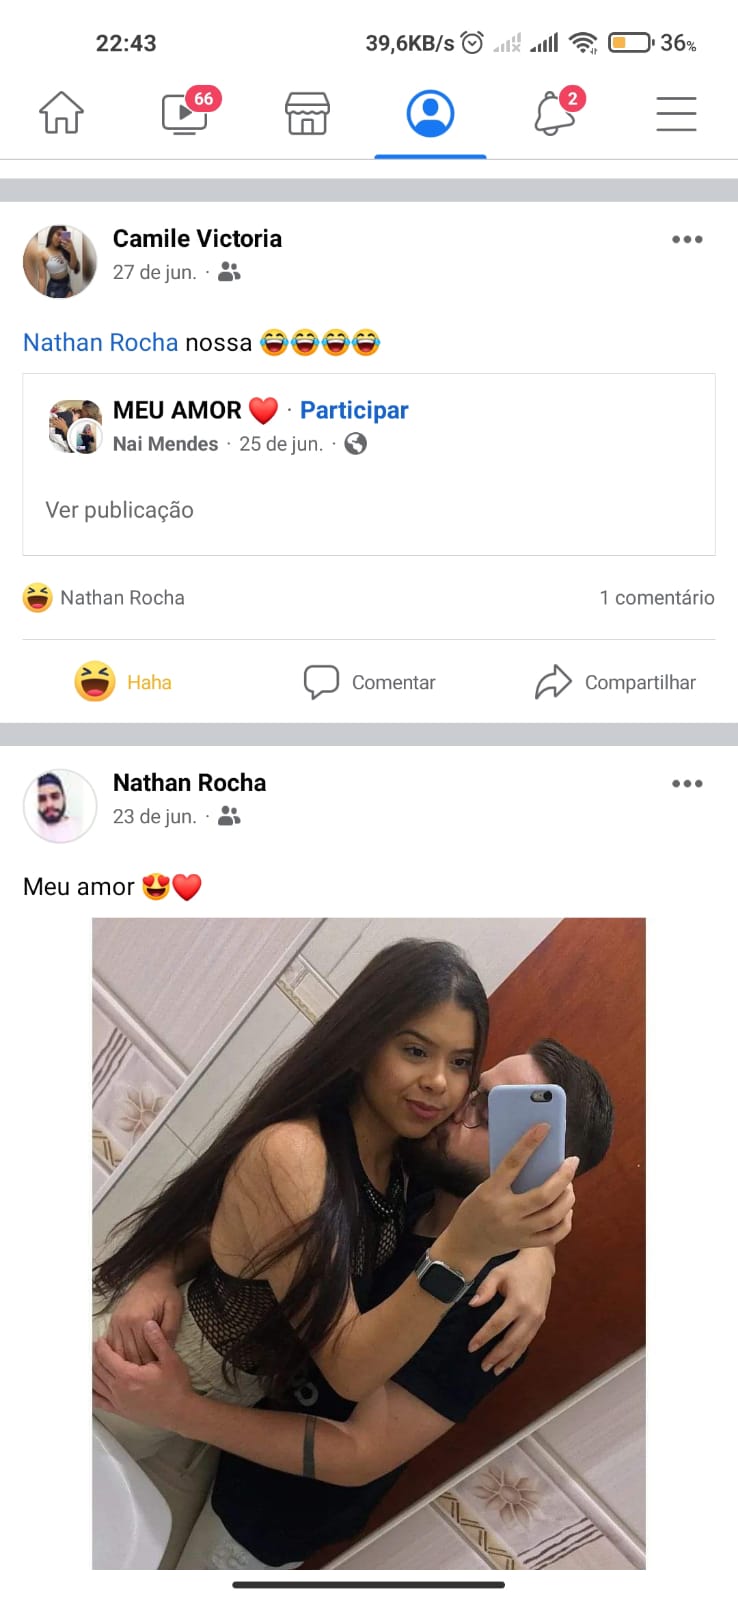 22:43 39,6KB/s 36%
66 2
Camile Victoria
27 de jun. ·
Nathan Rocha nossa 😂😂😂😂
MEU AMOR ❤️ · Participar
Nai Mendes · 25 de jun. ·
Ver publicação
Nathan Rocha 1 comentário
Haha Comentar Compartilhar
Nathan Rocha
23 de jun. ·
Meu amor 😍❤️